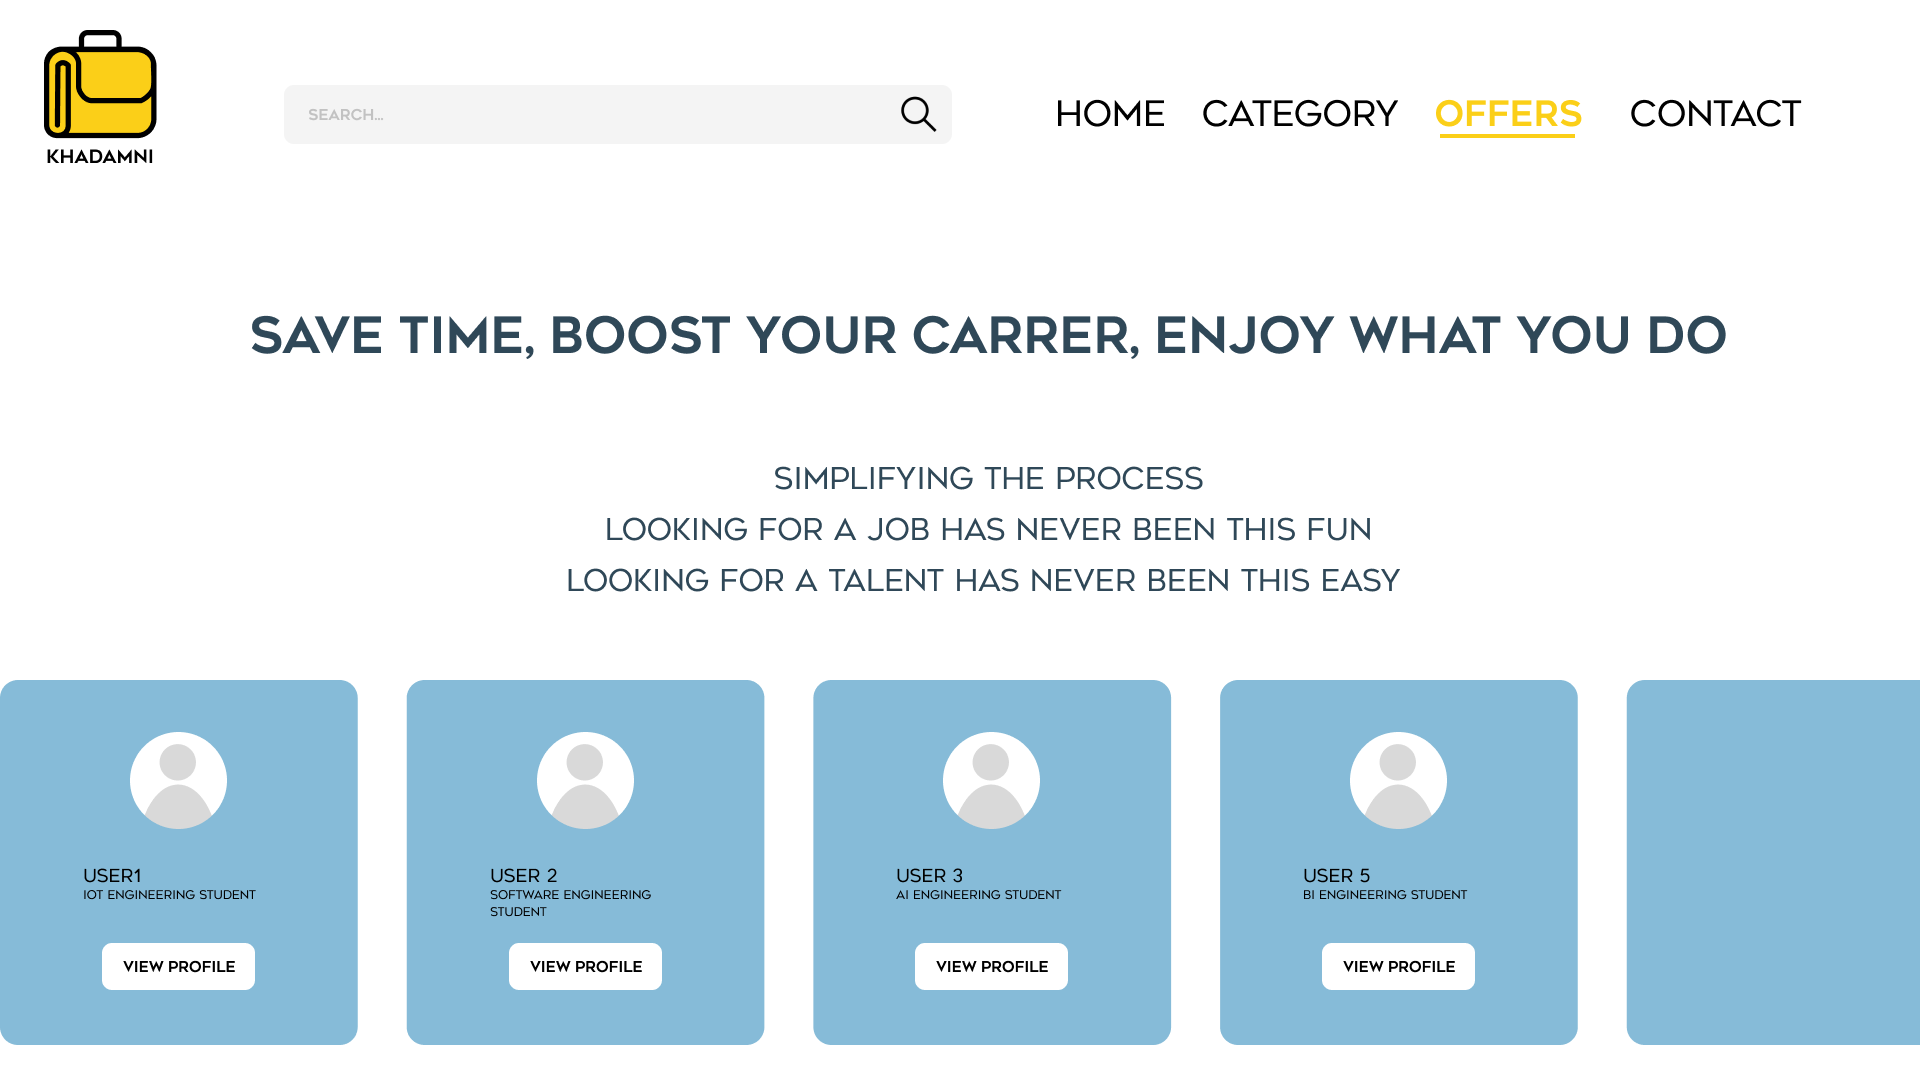 KHADAMNI
SEARCH...
HOME CATEGORY OFFERS CONTACT
SAVE TIME, BOOST YOUR CARRER, ENJOY WHAT YOU DO
SIMPLIFYING THE PROCESS
LOOKING FOR A JOB HAS NEVER BEEN THIS FUN
LOOKING FOR A TALENT HAS NEVER BEEN THIS EASY
USER1
IOT ENGINEERING STUDENT
VIEW PROFILE
USER 2
SOFTWARE ENGINEERING
STUDENT
VIEW PROFILE
USER 3
AI ENGINEERING STUDENT
VIEW PROFILE
USER 5
BI ENGINEERING STUDENT
VIEW PROFILE